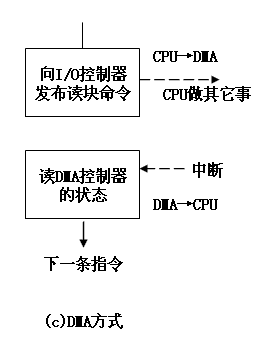 CPU→DMA
向I/O控制器
发布读块命令
CPU做其它事
读DMA控制器
的状态
中断
DMA→CPU
下一条指令
(c)DMA方式